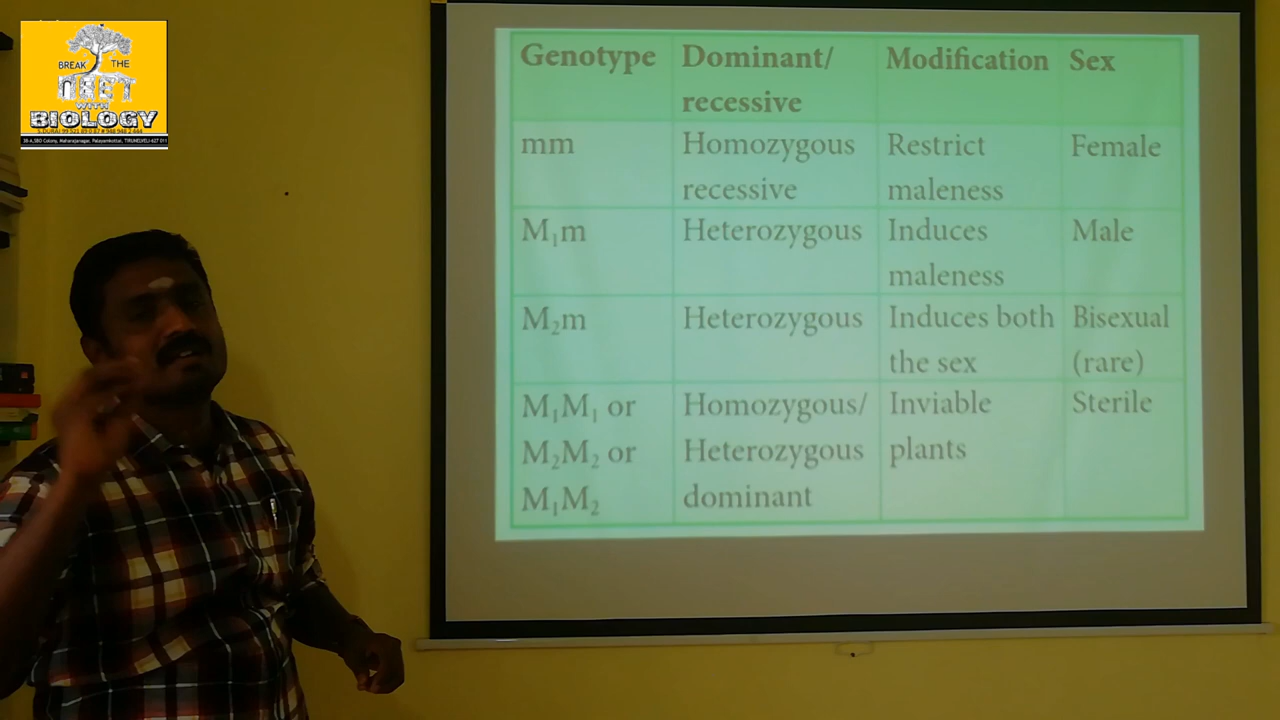 BREAK THE
NEET
WITH
BIOLOGY
Genotype Dominant/ Modification Sex
recessive
mm Homozygous Restrict Female
recessive maleness
M₁m Heterozygous Induces Male
maleness
M₂m Heterozygous Induces both Bisexual
the sex (rare)
M₁M₁ or Homozygous/ Inviable Sterile
M₂M₂ or Heterozygous plants
M₁M₂ dominant